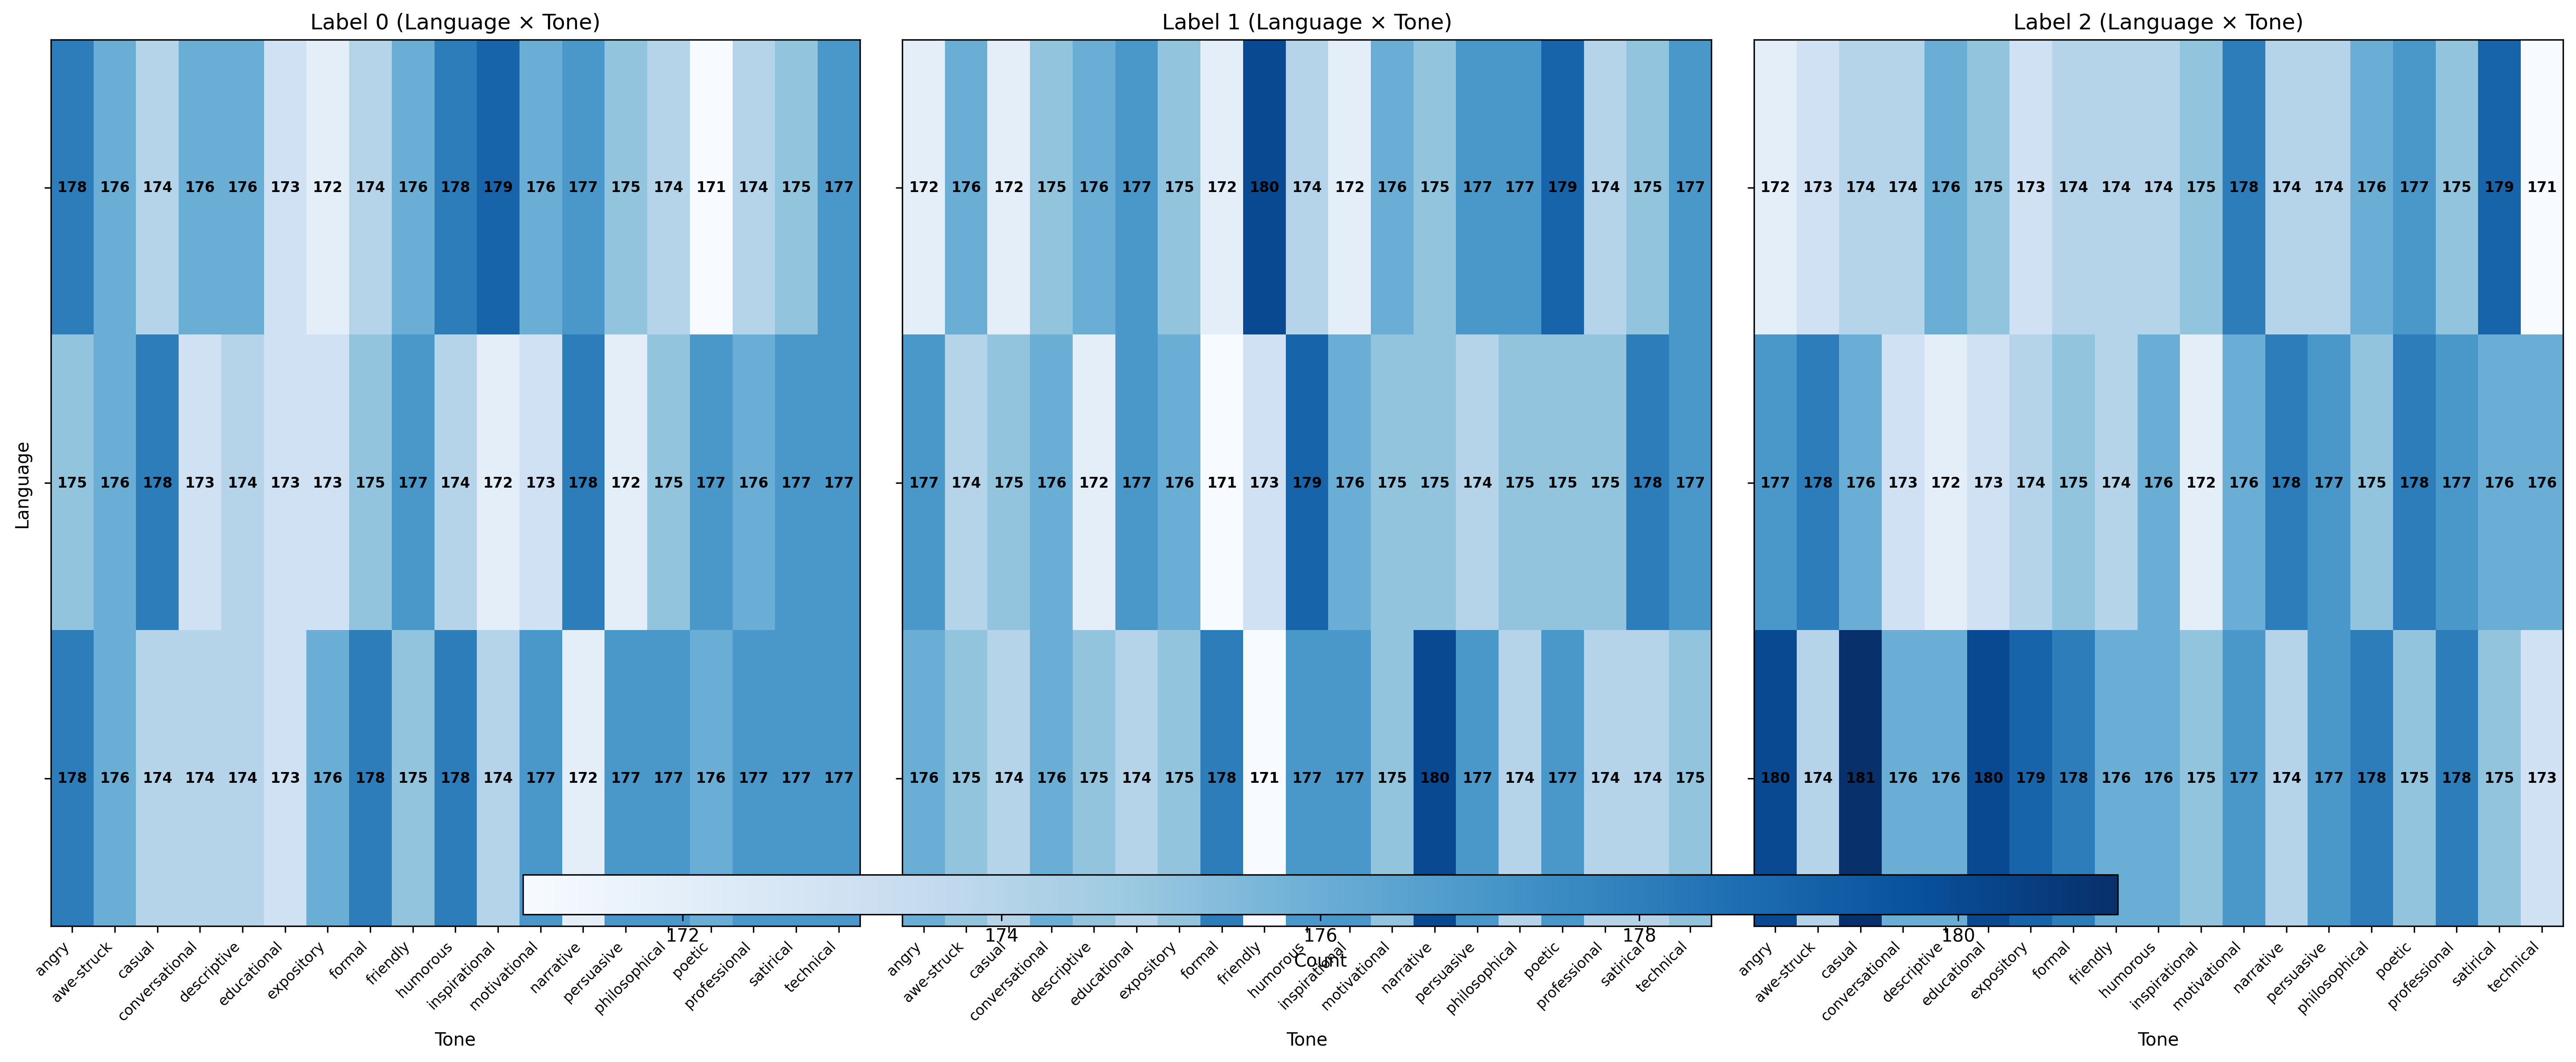 Label 0 (Language × Tone)
Label 1 (Language × Tone)
Label 2 (Language × Tone)
178 176 174 176 176 173 172 174 176 178 179 176 177 175 174 171 174 175 177
172 176 172 175 176 177 175 172 180 174 172 176 175 177 177 179 174 175 177
172 173 174 174 176 175 173 174 174 174 175 178 174 174 176 177 175 179 171
Language
175 176 178 173 174 173 173 175 177 174 172 173 178 172 175 177 176 177 177
177 174 175 176 172 177 176 171 173 179 176 175 175 174 175 175 175 178 177
177 178 176 173 172 173 174 175 174 176 172 176 178 177 175 178 177 176 176
178 176 174 174 174 173 176 178 175 178 174 177 172 177 177 176 177 177 177
176 175 174 176 175 174 175 178 171 177 177 175 180 177 174 177 174 174 175
180 174 181 176 176 180 179 178 176 176 175 177 174 177 178 175 178 175 173
172 174 176 178 180
Count
angry awe-struck casual conversational descriptive educational expository formal friendly humorous inspirational motivational narrative persuasive philosophical poetic professional satirical technical
angry awe-struck casual conversational descriptive educational expository formal friendly humorous inspirational motivational narrative persuasive philosophical poetic professional satirical technical
angry awe-struck casual conversational descriptive educational expository formal friendly humorous inspirational motivational narrative persuasive philosophical poetic professional satirical technical
Tone
Tone
Tone